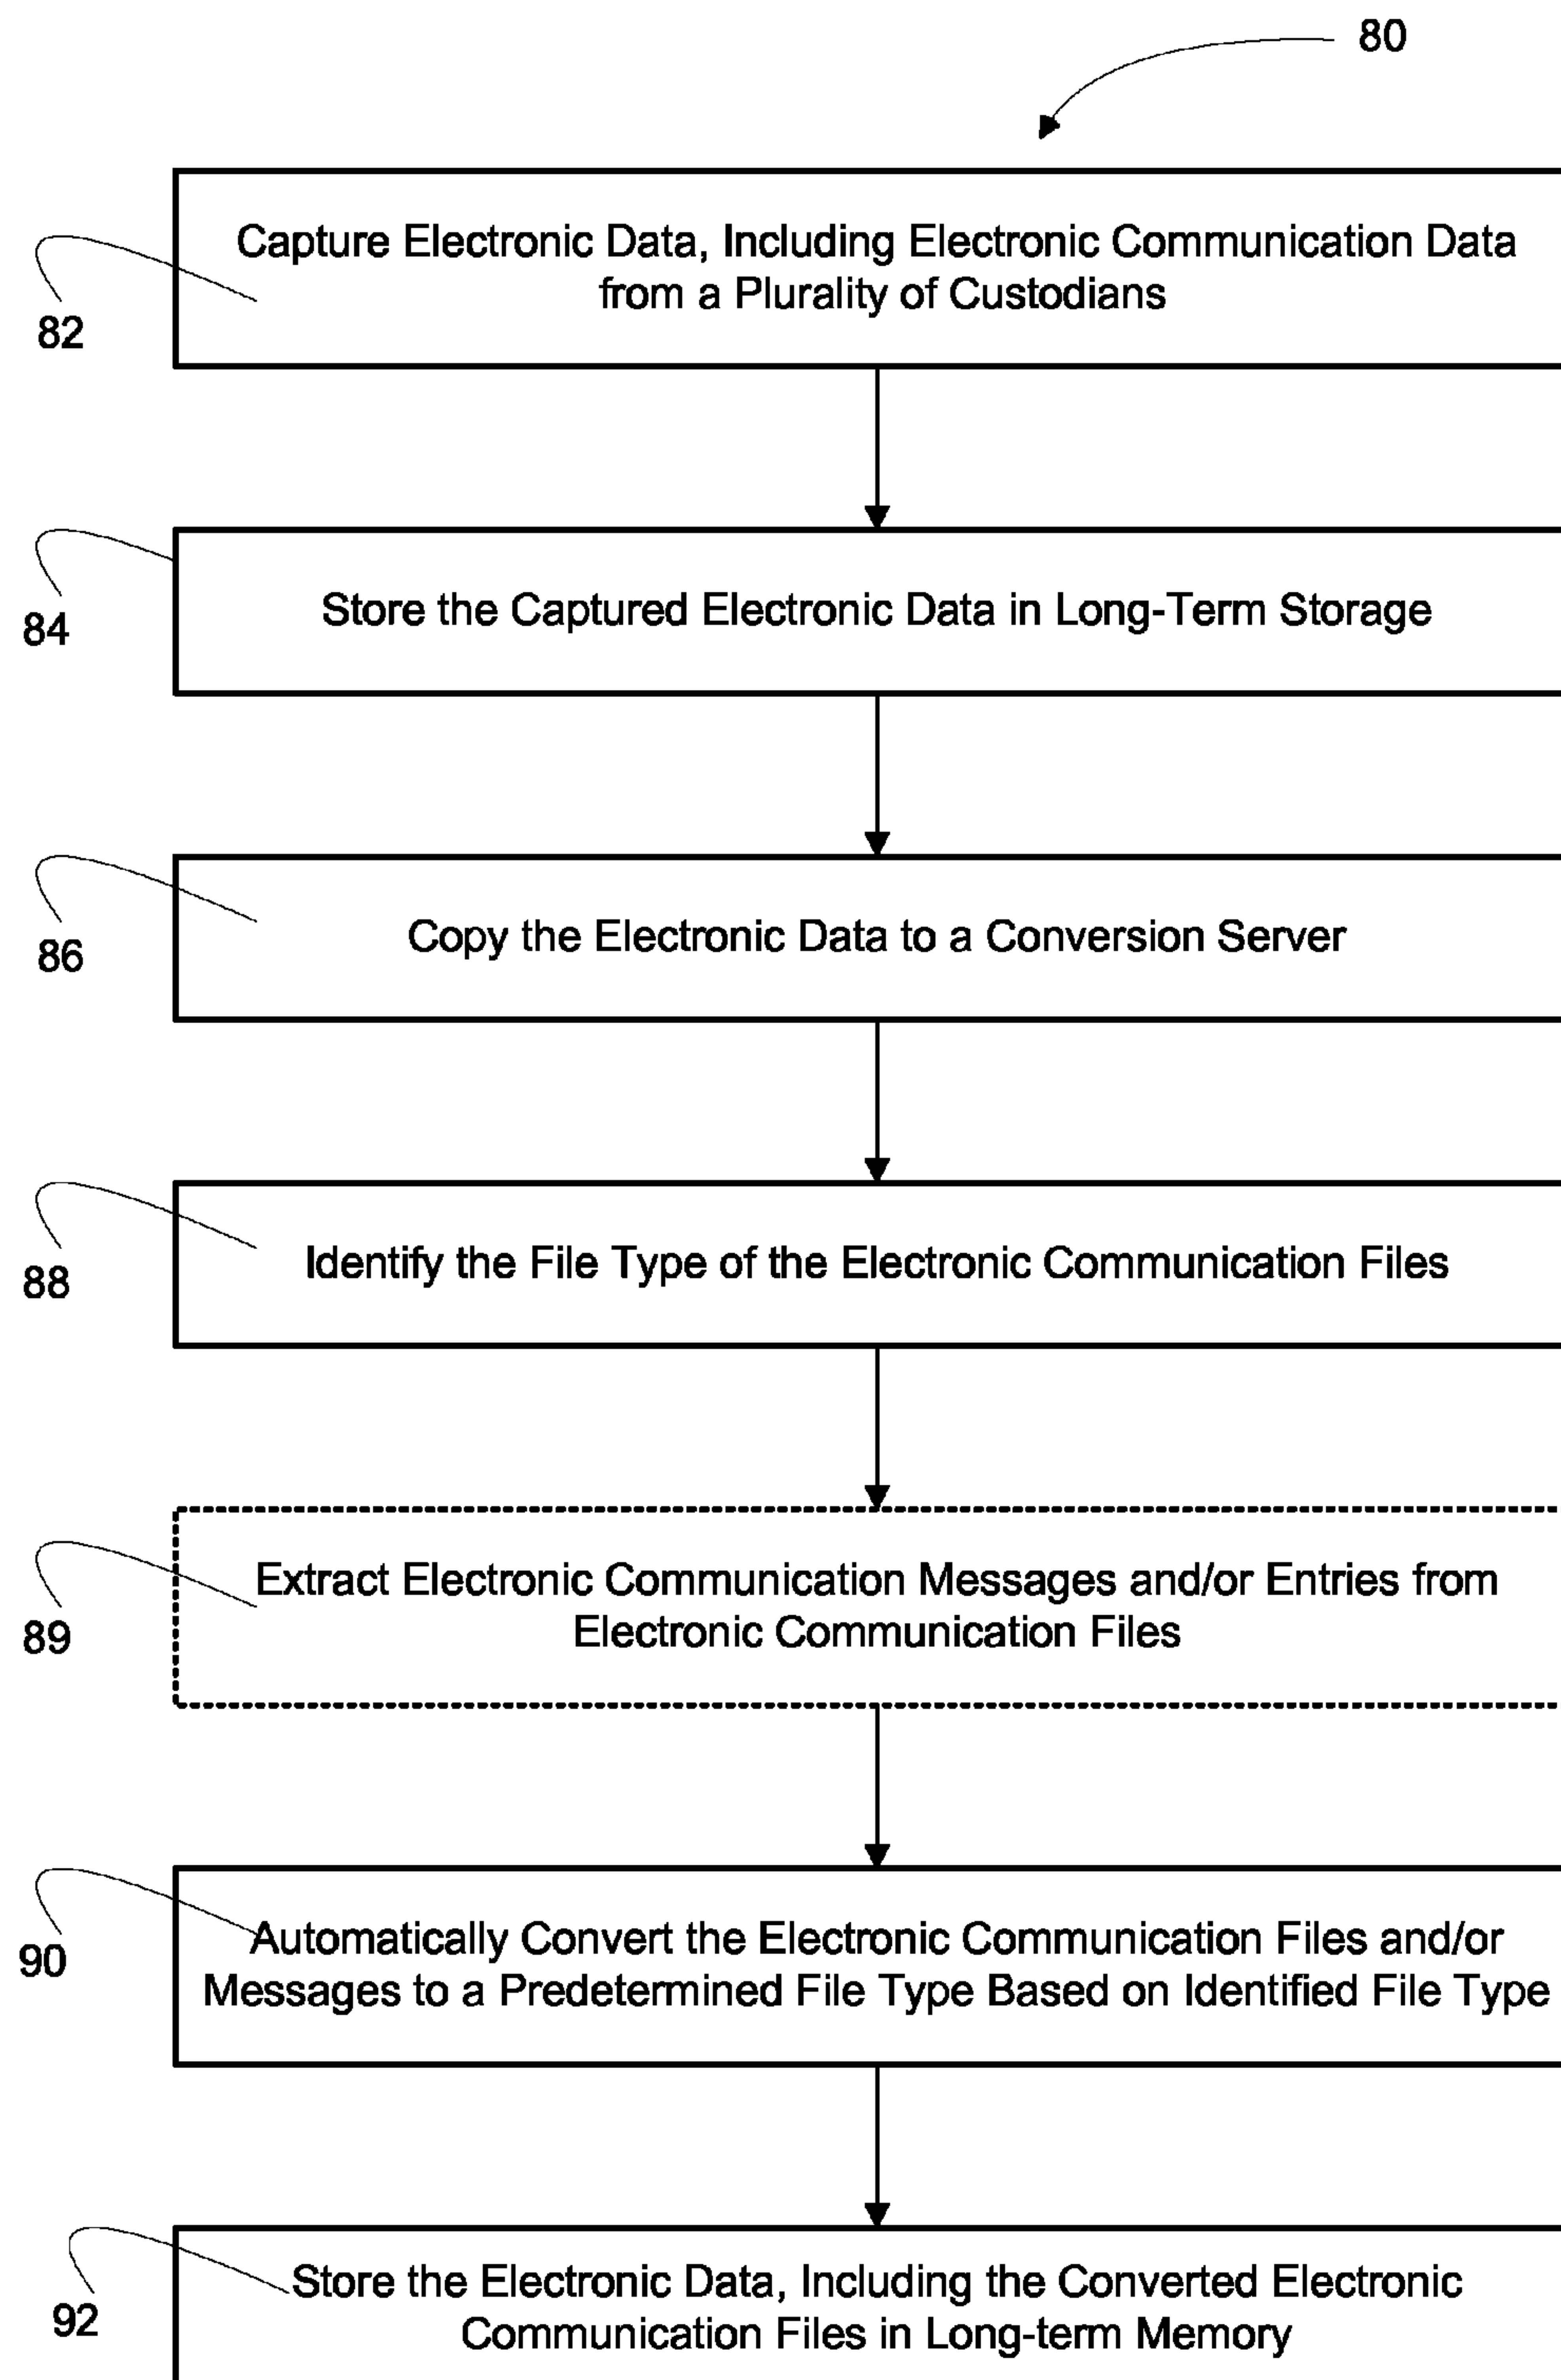 80
Capture Electronic Data, Including Electronic Communication Data
from a Plurality of Custodians
82
Store the Captured Electronic Data in Long-Term Storage
84
Copy the Electronic Data to a Conversion Server
86
Identify the File Type of the Electronic Communication Files
88
Extract Electronic Communication Messages and/or Entries from
Electronic Communication Files
89
Automatically Convert the Electronic Communication Files and/or
Messages to a Predetermined File Type Based on Identified File Type
90
Store the Electronic Data, Including the Converted Electronic
Communication Files in Long-term Memory
92